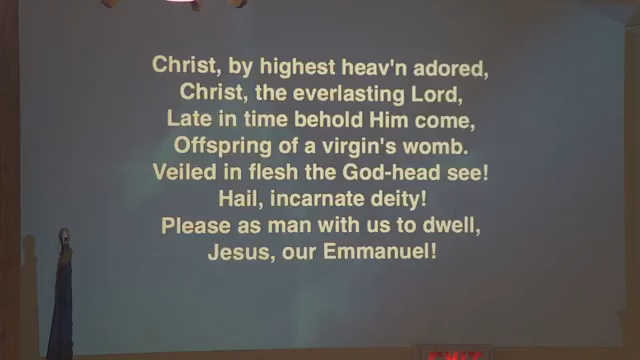 Christ, by highest heav'n adored,
Christ, the everlasting Lord,
Late in time behold Him come,
Offspring of a virgin's womb.
Veiled in flesh the God-head see!
Hail, incarnate deity!
Please as man with us to dwell,
Jesus, our Emmanuel!
EXIT